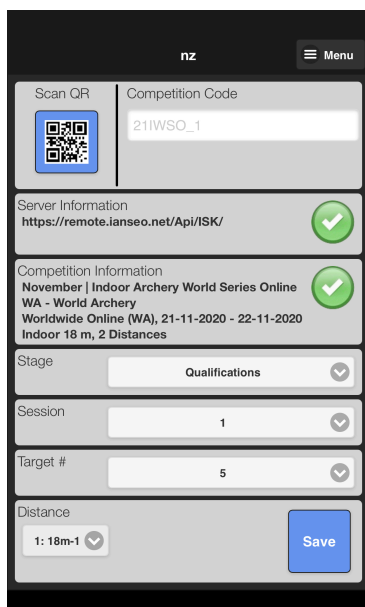 nz
Menu
Scan QR
Competition Code
21IWSO_1
Server Information
https://remote.ianseo.net/Api/ISK/
Competition Information
November | Indoor Archery World Series Online
WA - World Archery
Worldwide Online (WA), 21-11-2020 - 22-11-2020
Indoor 18 m, 2 Distances
Stage
Qualifications
Session
1
Target #
5
Distance
1: 18m-1
Save